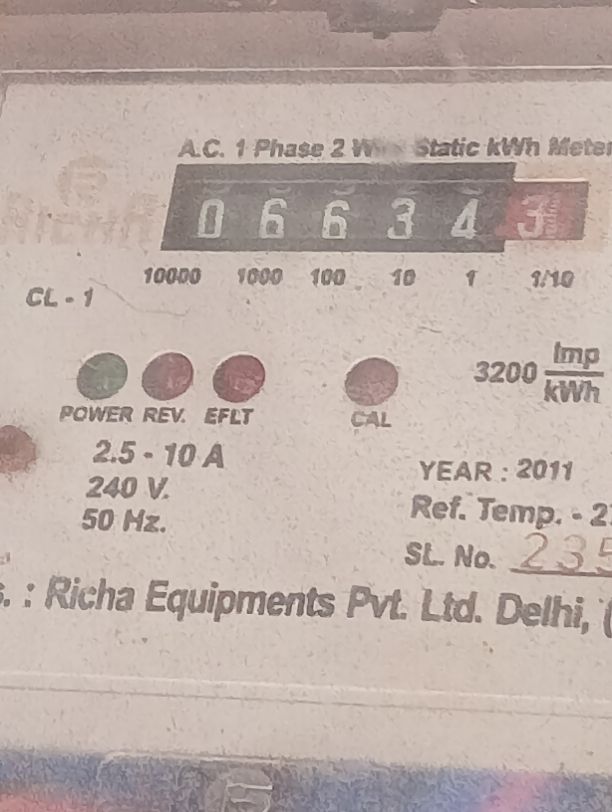 A.C. 1 Phase 2 Static kWh Meter
0 6 6 3 4 3
10000 1000 100 10 1 1/10
CL - 1
3200 Imp
kWh
POWER REV. EFLT CAL
2.5 - 10 A
240 V.
50 Hz.
YEAR : 2011
Ref. Temp. - 2
SL. No. 235
s. : Richa Equipments Pvt. Ltd. Delhi, (